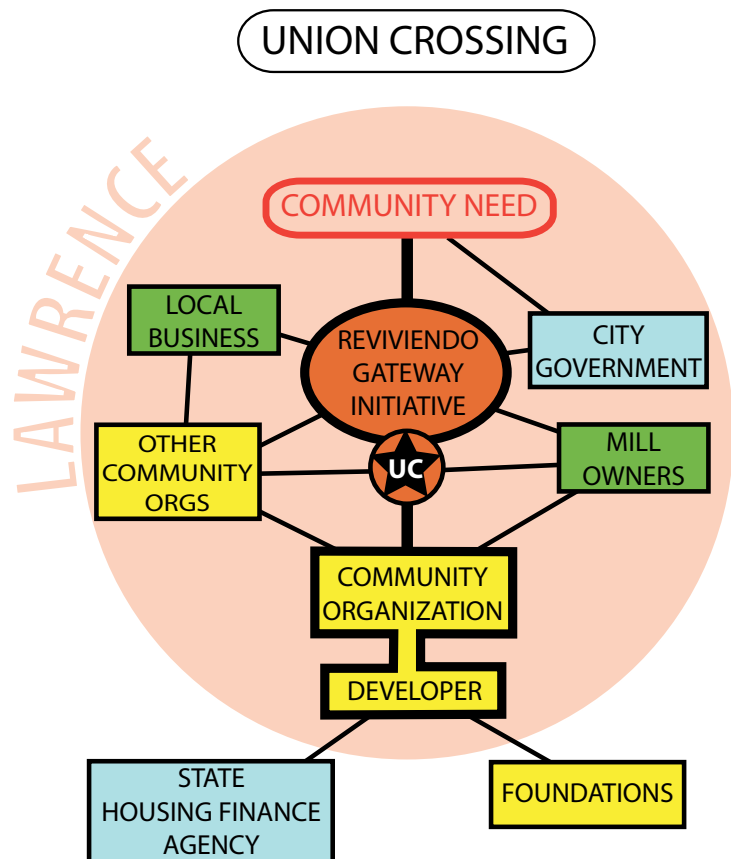 UNION CROSSING
LAWRENCE
COMMUNITY NEED
LOCAL
BUSINESS
REVIVIENDO
GATEWAY
INITIATIVE
CITY
GOVERNMENT
OTHER
COMMUNITY
ORGS
UC
MILL
OWNERS
COMMUNITY
ORGANIZATION
DEVELOPER
STATE
HOUSING FINANCE
AGENCY
FOUNDATIONS